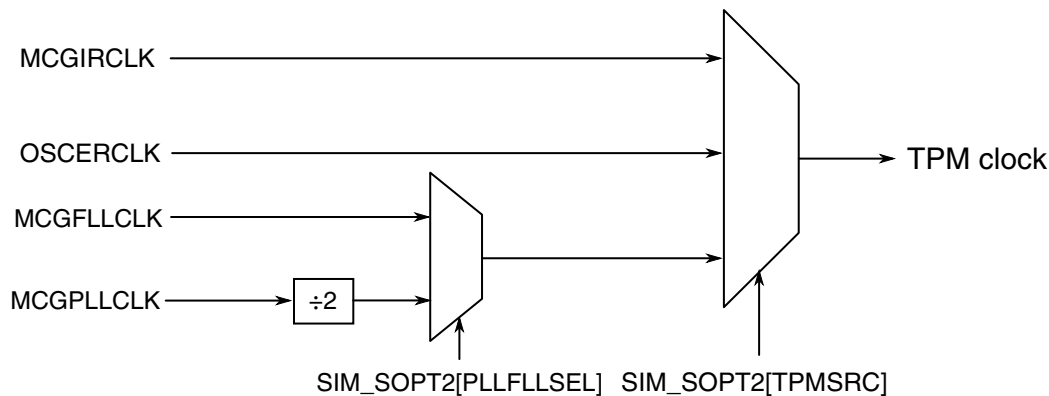 MCGIRCLK
OSCERCLK
TPM clock
MCGFLLCLK
MCGPLLCLK
÷2
SIM_SOPT2[PLLFLLSEL]
SIM_SOPT2[TPMSRC]